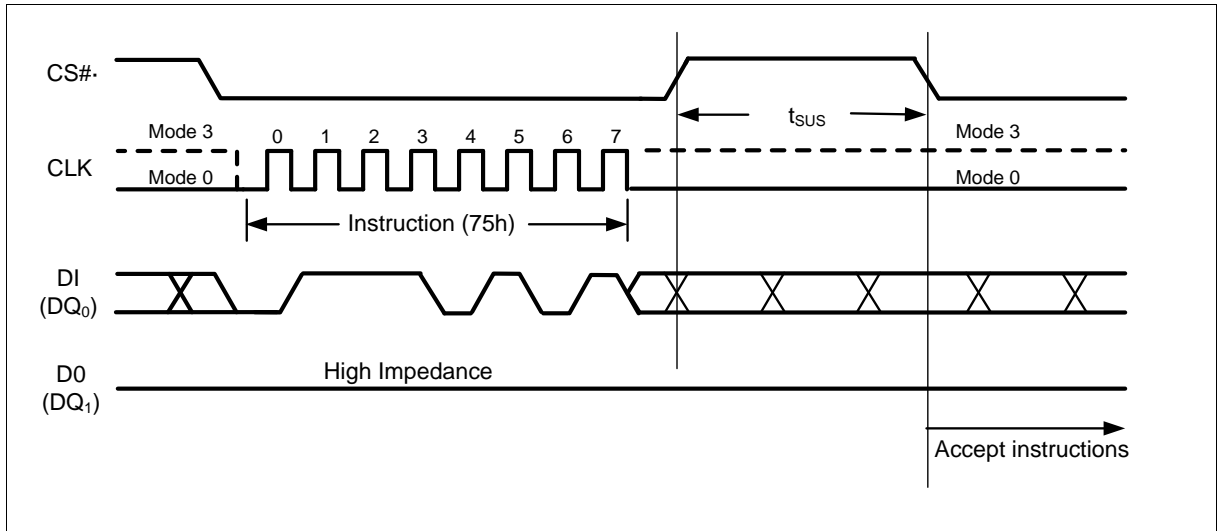 CS#·
tSUS
Mode 3
0 1 2 3 4 5 6 7
Mode 3
CLK
Mode 0
Mode 0
Instruction (75h)
DI
(DQ0)
High Impedance
D0
(DQ1)
Accept instructions